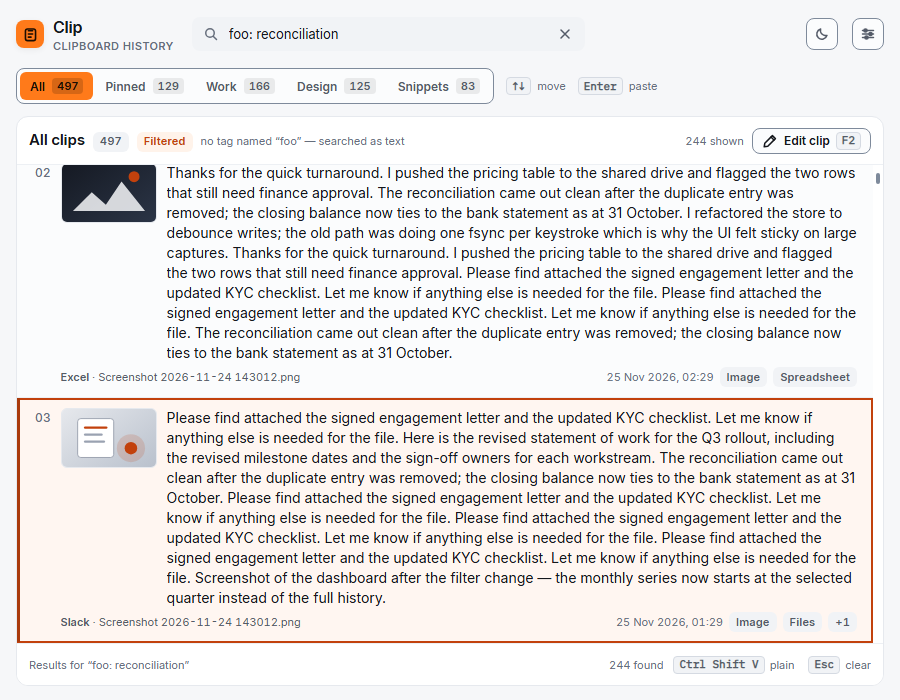 Clip
CLIPBOARD HISTORY
foo: reconciliation
All 497 Pinned 129 Work 166 Design 125 Snippets 83 ↑↓ move Enter paste
All clips 497 Filtered no tag named “foo” — searched as text 244 shown Edit clip F2
02
Thanks for the quick turnaround. I pushed the pricing table to the shared drive and flagged the two rows
that still need finance approval. The reconciliation came out clean after the duplicate entry was
removed; the closing balance now ties to the bank statement as at 31 October. I refactored the store to
debounce writes; the old path was doing one fsync per keystroke which is why the UI felt sticky on large
captures. Thanks for the quick turnaround. I pushed the pricing table to the shared drive and flagged
the two rows that still need finance approval. Please find attached the signed engagement letter and the
updated KYC checklist. Let me know if anything else is needed for the file. Please find attached the
signed engagement letter and the updated KYC checklist. Let me know if anything else is needed for the
file. The reconciliation came out clean after the duplicate entry was removed; the closing balance now
ties to the bank statement as at 31 October.
Excel · Screenshot 2026-11-24 143012.png 25 Nov 2026, 02:29 Image Spreadsheet
03
Please find attached the signed engagement letter and the updated KYC checklist. Let me know if
anything else is needed for the file. Here is the revised statement of work for the Q3 rollout, including
the revised milestone dates and the sign-off owners for each workstream. The reconciliation came out
clean after the duplicate entry was removed; the closing balance now ties to the bank statement as at 31
October. Please find attached the signed engagement letter and the updated KYC checklist. Let me
know if anything else is needed for the file. Please find attached the signed engagement letter and the
updated KYC checklist. Let me know if anything else is needed for the file. Please find attached the
signed engagement letter and the updated KYC checklist. Let me know if anything else is needed for the
file. Screenshot of the dashboard after the filter change — the monthly series now starts at the selected
quarter instead of the full history.
Slack · Screenshot 2026-11-24 143012.png 25 Nov 2026, 01:29 Image Files +1
Results for “foo: reconciliation” 244 found Ctrl Shift V plain Esc clear